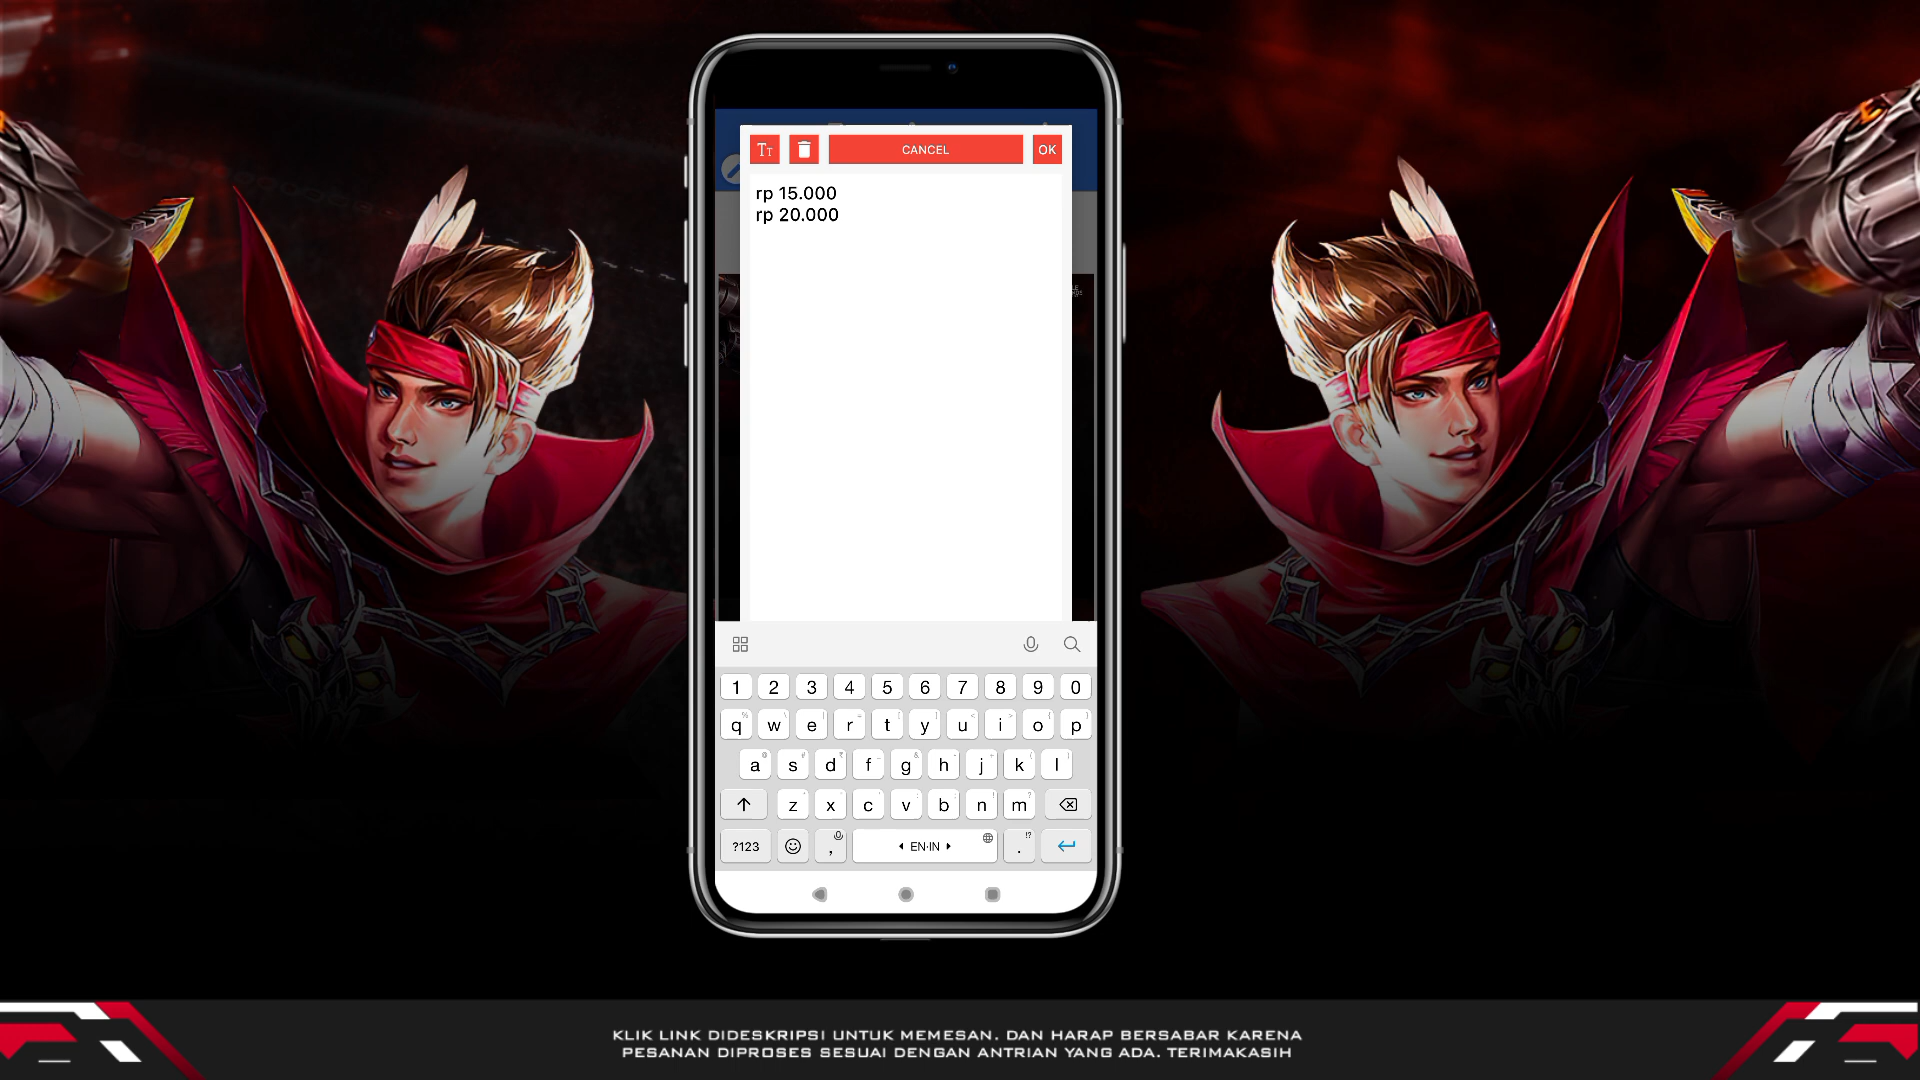 TT
CANCEL
OK
rp 15.000
rp 20.000
1 2 3 4 5 6 7 8 9 0
q w e r t y u i o p
a s d f g h j k l
z x c v b n m
?123 , EN-IN . !?
KLIK LINK DIDESKRIPSI UNTUK MEMESAN. DAN HARAP BERSABAR KARENA
PESANAN DIPROSES SESUAI DENGAN ANTRIAN YANG ADA. TERIMAKASIH